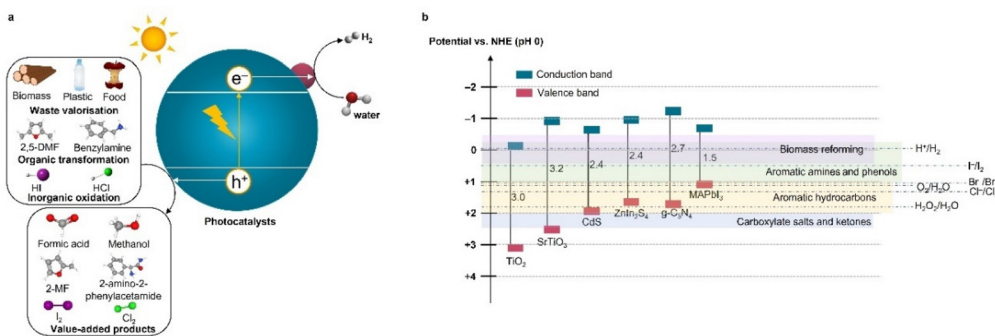 a
H₂
e⁻
water
h⁺
Photocatalysts
Biomass Plastic Food
Waste valorisation
2,5-DMF Benzylamine
Organic transformation
HI HCl
Inorganic oxidation
Formic acid Methanol
2-MF 2-amino-2-
phenylacetamide
I₂ Cl₂
Value-added products
b
Potential vs. NHE (pH 0)
Conduction band
Valence band
−2
−1
0
+1
+2
+3
+4
3.0
3.2
2.4
2.4
2.7
1.5
TiO₂
SrTiO₃
CdS
ZnIn₂S₄
g-C₃N₄
MAPbI₃
Biomass reforming
Aromatic amines and phenols
Aromatic hydrocarbons
Carboxylate salts and ketones
H⁺/H₂
I⁻/I₂
Br⁻/Br
O₂/H₂O
Cl⁻/Cl
H₂O₂/H₂O